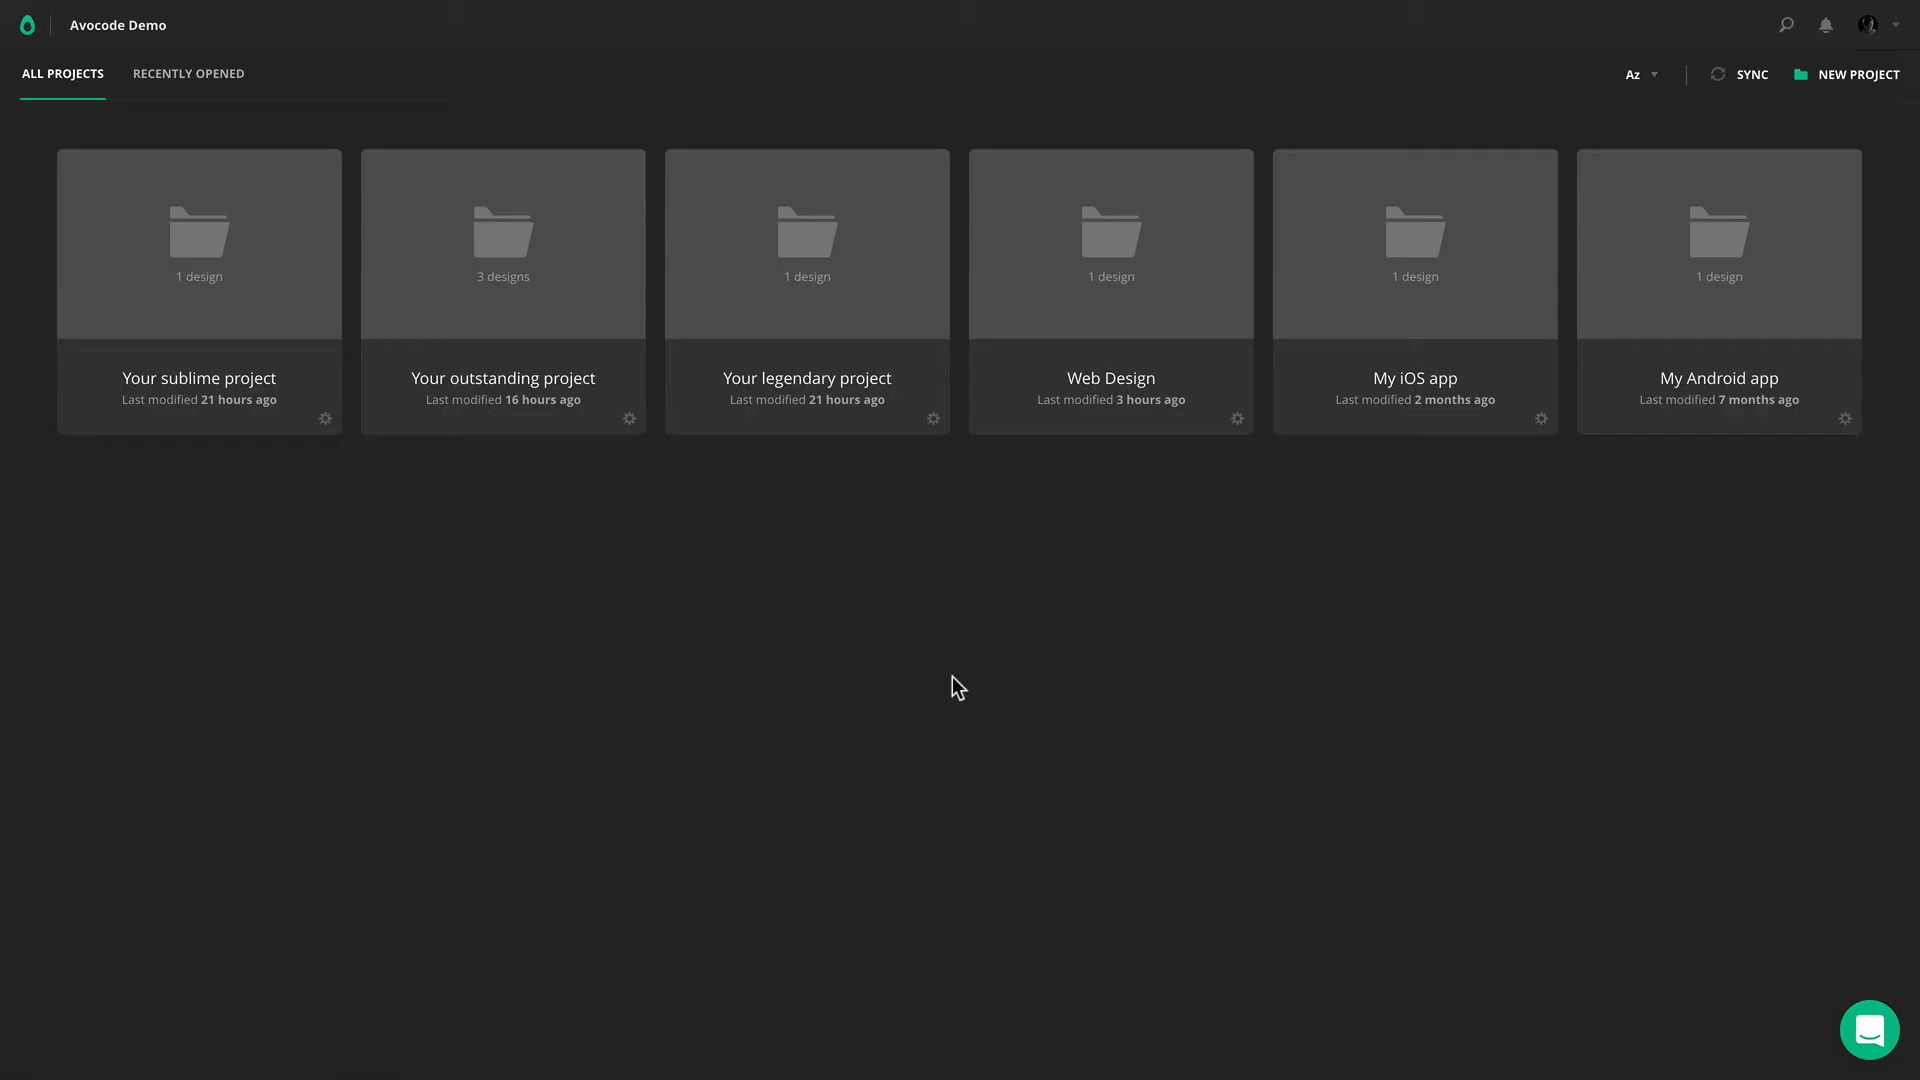 Avocode Demo
ALL PROJECTS
RECENTLY OPENED
Az
SYNC
NEW PROJECT
1 design
Your sublime project
Last modified 21 hours ago
3 designs
Your outstanding project
Last modified 16 hours ago
1 design
Your legendary project
Last modified 21 hours ago
1 design
Web Design
Last modified 3 hours ago
1 design
My iOS app
Last modified 2 months ago
1 design
My Android app
Last modified 7 months ago